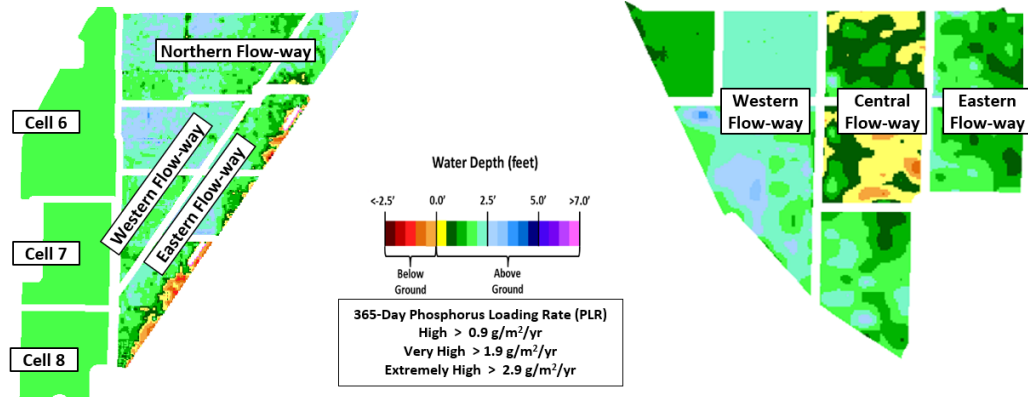 Northern Flow-way
Cell 6
Western Flow-way
Eastern Flow-way
Cell 7
Cell 8
Western
Flow-way
Central
Flow-way
Eastern
Flow-way
Water Depth (feet)
<-2.5' 0.0' 2.5' 5.0' >7.0'
Below
Ground
Above
Ground
365-Day Phosphorus Loading Rate (PLR)
High > 0.9 g/m²/yr
Very High > 1.9 g/m²/yr
Extremely High > 2.9 g/m²/yr